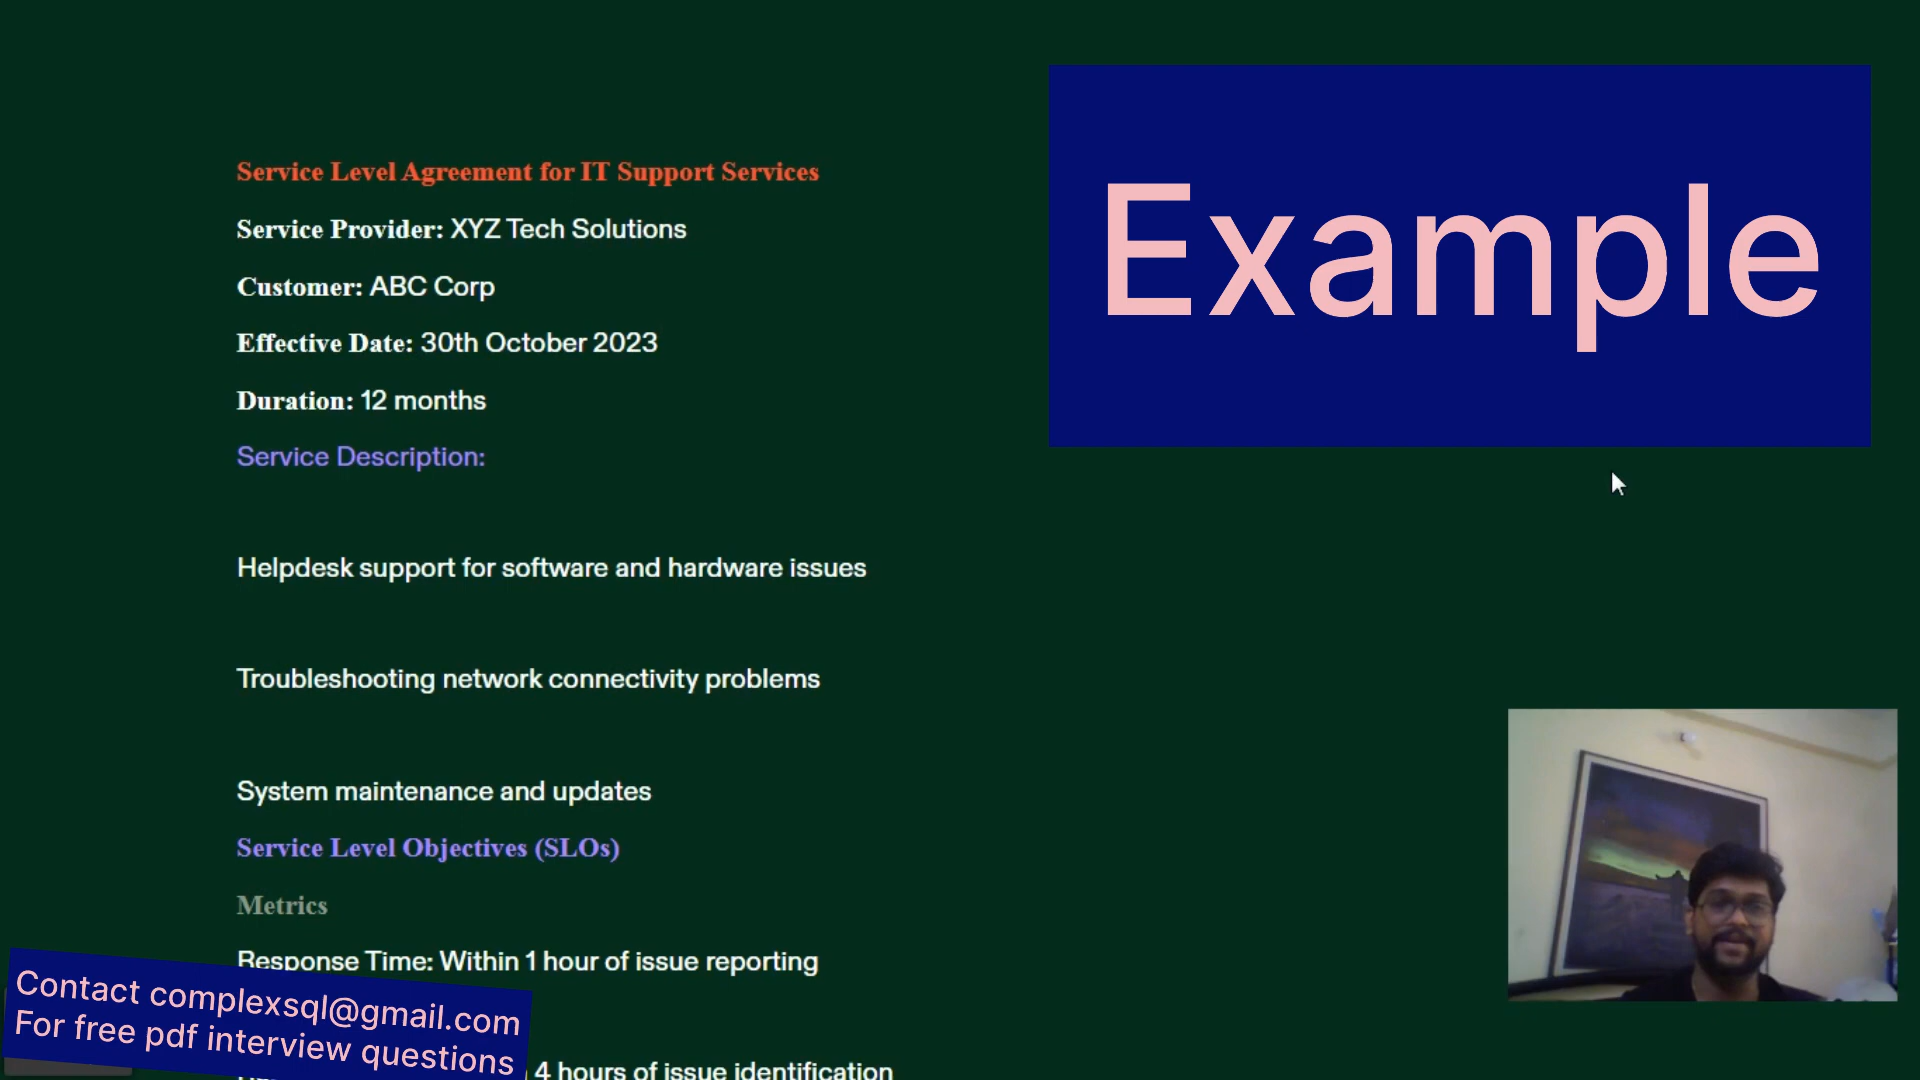 Service Level Agreement for IT Support Services
Service Provider: XYZ Tech Solutions
Customer: ABC Corp
Effective Date: 30th October 2023
Duration: 12 months
Service Description:
Helpdesk support for software and hardware issues
Troubleshooting network connectivity problems
System maintenance and updates
Service Level Objectives (SLOs)
Metrics
Response Time: Within 1 hour of issue reporting
4 hours of issue identification
Example
Contact complexsql@gmail.com
For free pdf interview questions